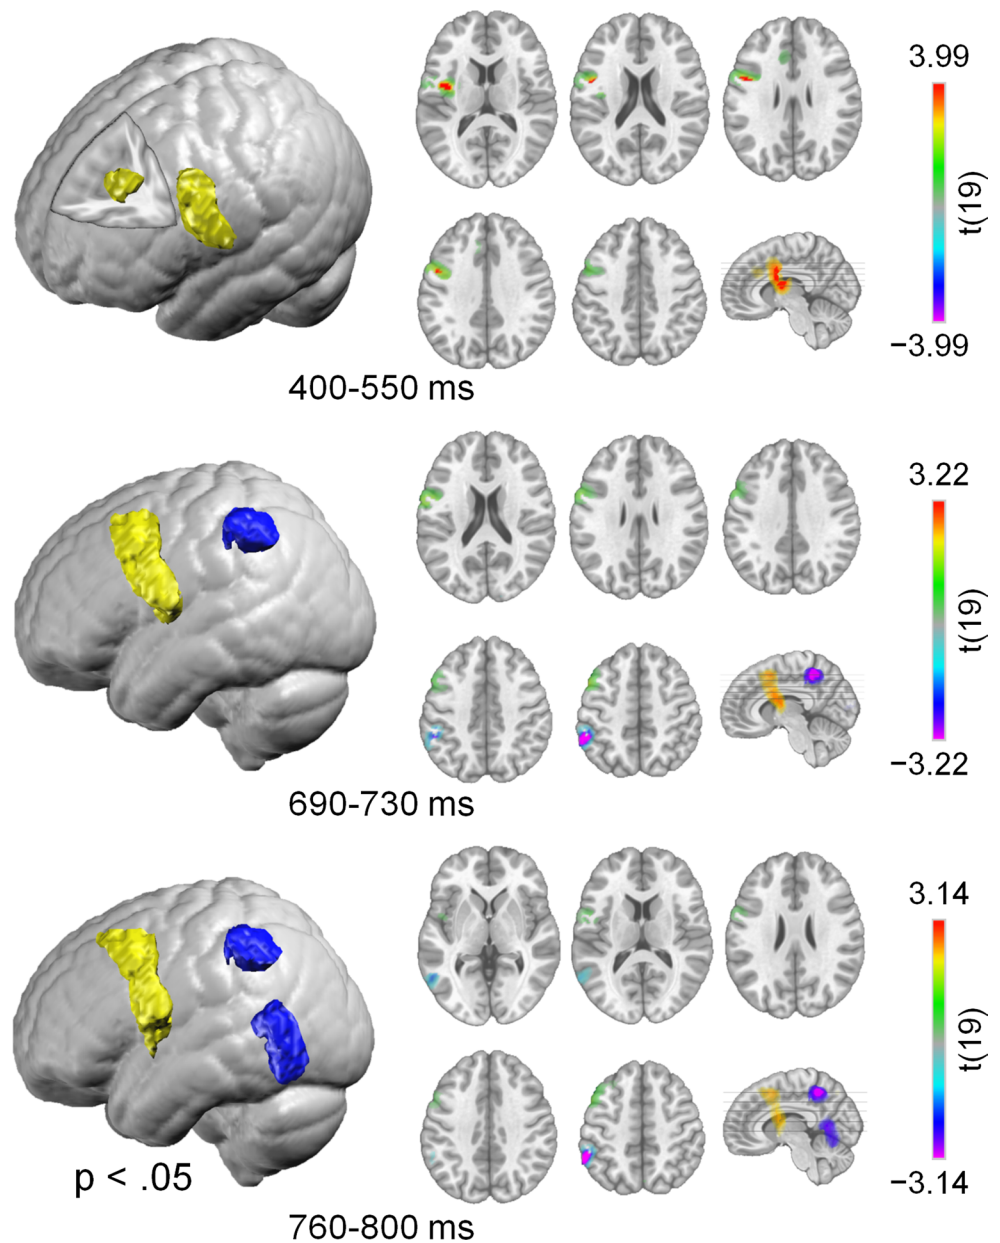 3.99
t(19)
−3.99
400-550 ms
3.22
t(19)
−3.22
690-730 ms
3.14
t(19)
−3.14
p < .05
760-800 ms